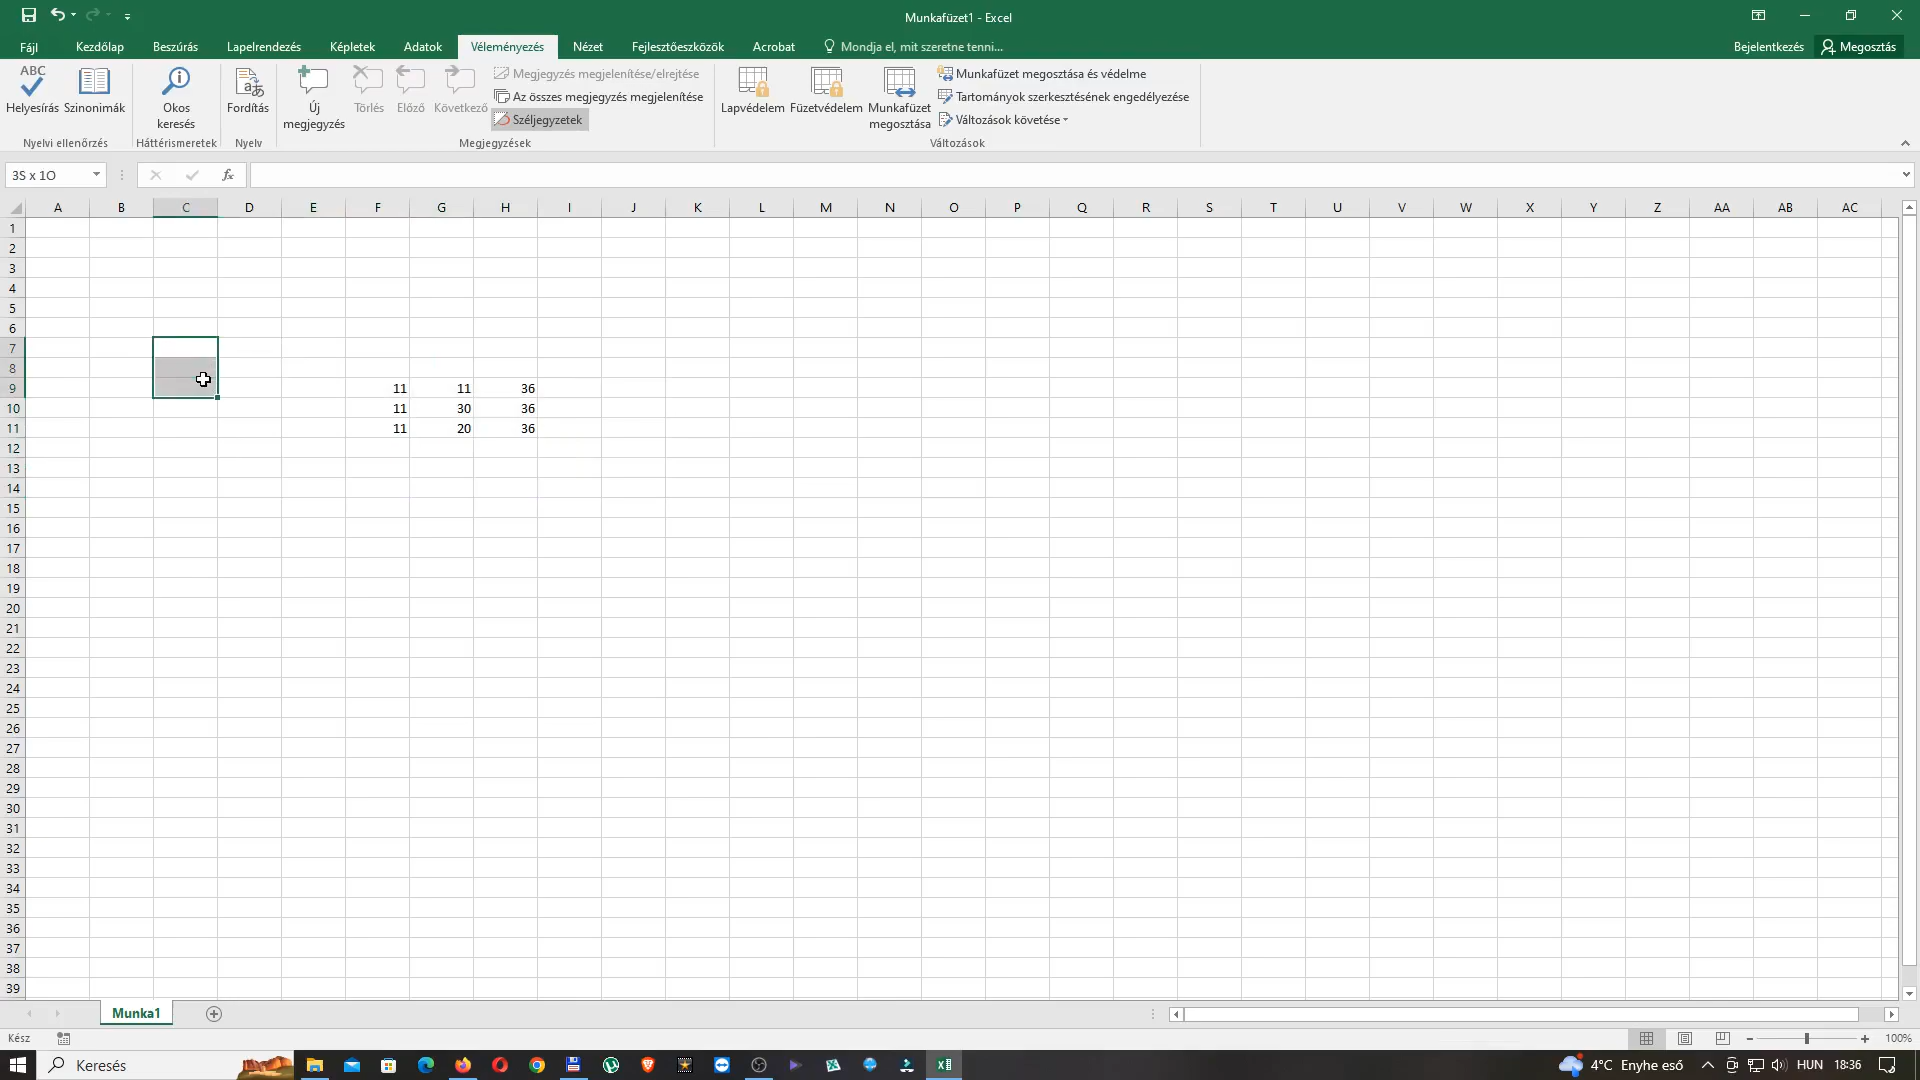 Munkafüzet1 - Excel
Fájl Kezdőlap Beszúrás Lapelrendezés Képletek Adatok Véleményezés Nézet Fejlesztőeszközök Acrobat Mondja el, mit szeretne tenni... Bejelentkezés Megosztás
ABC
Helyesírás Szinonimák Okos keresés Fordítás Új megjegyzés Törlés Előző Következő
Megjegyzés megjelenítése/elrejtése
Az összes megjegyzés megjelenítése
Széljegyzetek
Lapvédelem Füzetvédelem Munkafüzet megosztása
Munkafüzet megosztása és védelme
Tartományok szerkesztésének engedélyezése
Változások követése
Nyelvi ellenőrzés Háttérismeretek Nyelv Megjegyzések Változások
3S x 1O fx
A B C D E F G H I J K L M N O P Q R S T U V W X Y Z AA AB AC
1
2
3
4
5
6
7
8
9 11 11 36
10 11 30 36
11 11 20 36
12
13
14
15
16
17
18
19
20
21
22
23
24
25
26
27
28
29
30
31
32
33
34
35
36
37
38
39
Munka1
Kész 100%
Keresés 4°C Enyhe eső HUN 18:36